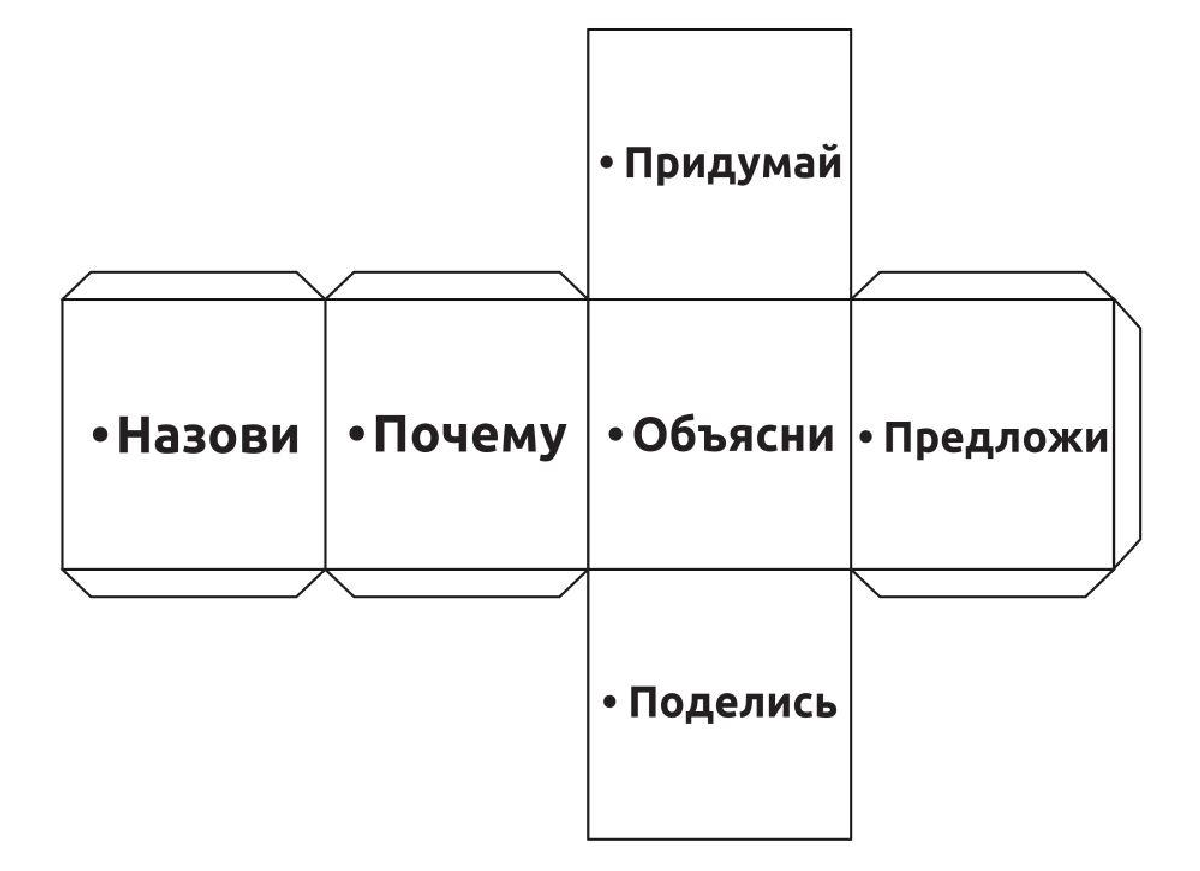 • Придумай
• Назови
• Почему
• Объясни
• Предложи
• Поделись